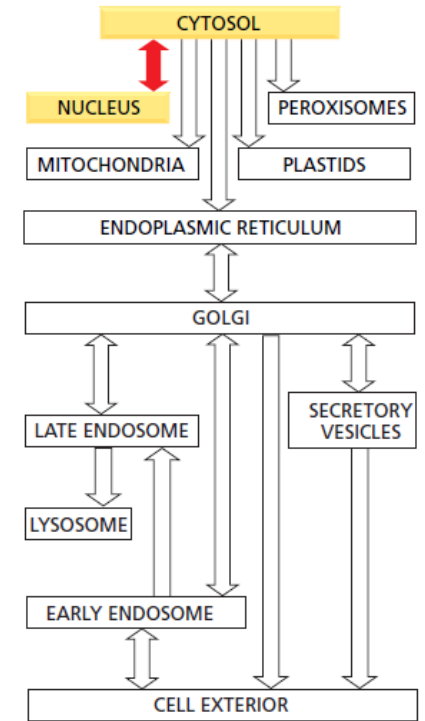 CYTOSOL
NUCLEUS
PEROXISOMES
MITOCHONDRIA
PLASTIDS
ENDOPLASMIC RETICULUM
GOLGI
LATE ENDOSOME
SECRETORY
VESICLES
LYSOSOME
EARLY ENDOSOME
CELL EXTERIOR